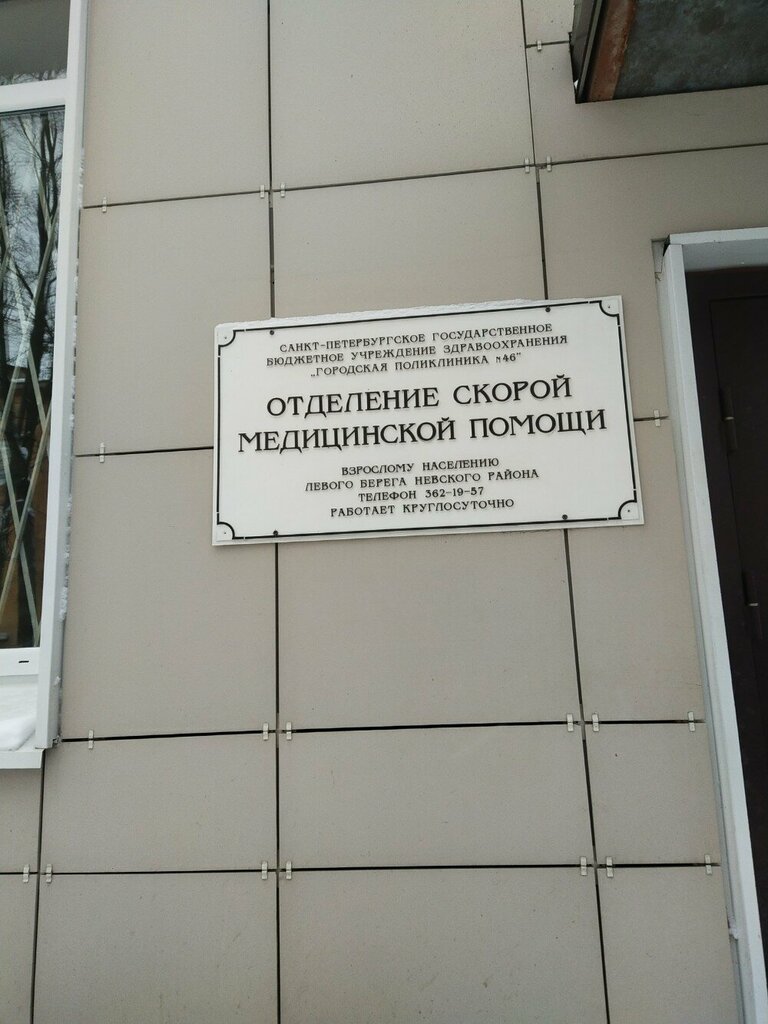 САНКТ-ПЕТЕРБУРГСКОЕ ГОСУДАРСТВЕННОЕ
БЮДЖЕТНОЕ УЧРЕЖДЕНИЕ ЗДРАВООХРАНЕНИЯ
„ГОРОДСКАЯ ПОЛИКЛИНИКА №46"
ОТДЕЛЕНИЕ СКОРОЙ
МЕДИЦИНСКОЙ ПОМОЩИ
ВЗРОСЛОМУ НАСЕЛЕНИЮ
ЛЕВОГО БЕРЕГА НЕВСКОГО РАЙОНА
ТЕЛЕФОН 362-19-57
РАБОТАЕТ КРУГЛОСУТОЧНО